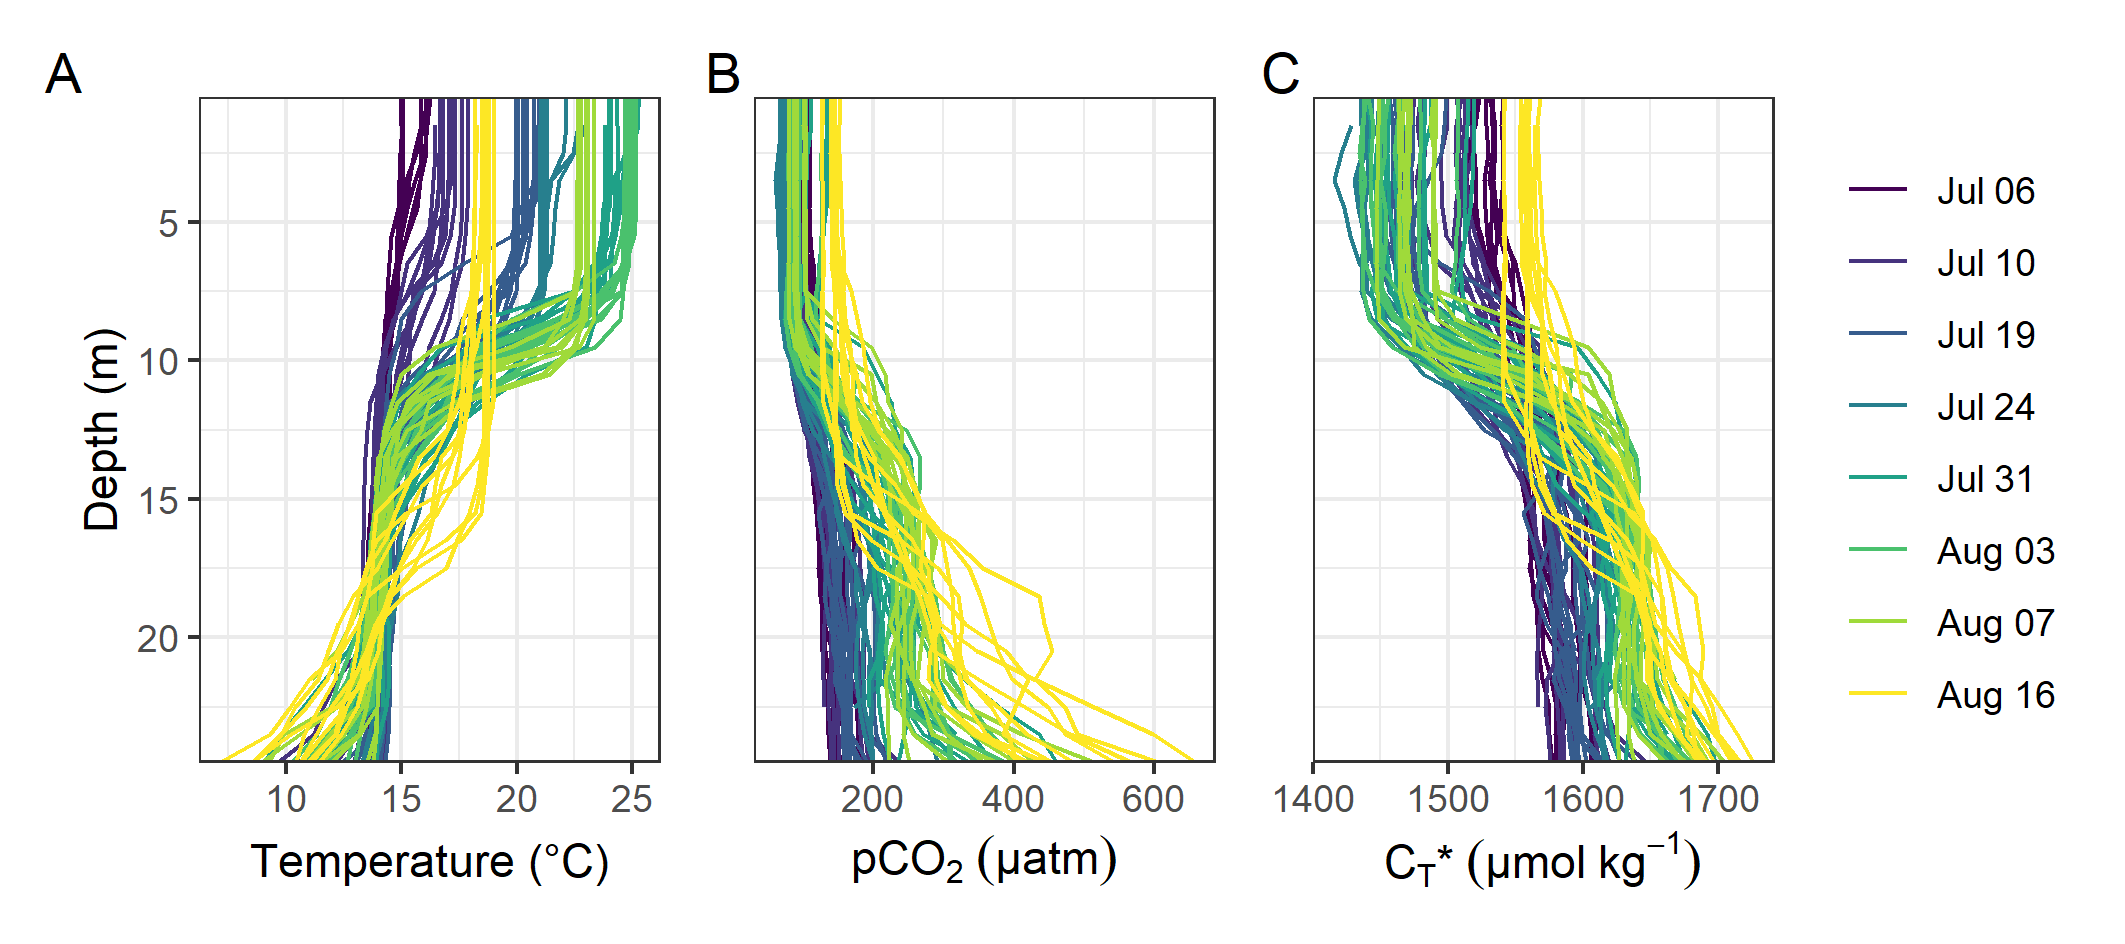 A B C
5
10
15
20
Depth (m)
10 15 20 25
200 400 600
1400 1500 1600 1700
Temperature (°C)
pCO₂ (µatm)
C_T* (µmol kg⁻¹)
Jul 06
Jul 10
Jul 19
Jul 24
Jul 31
Aug 03
Aug 07
Aug 16